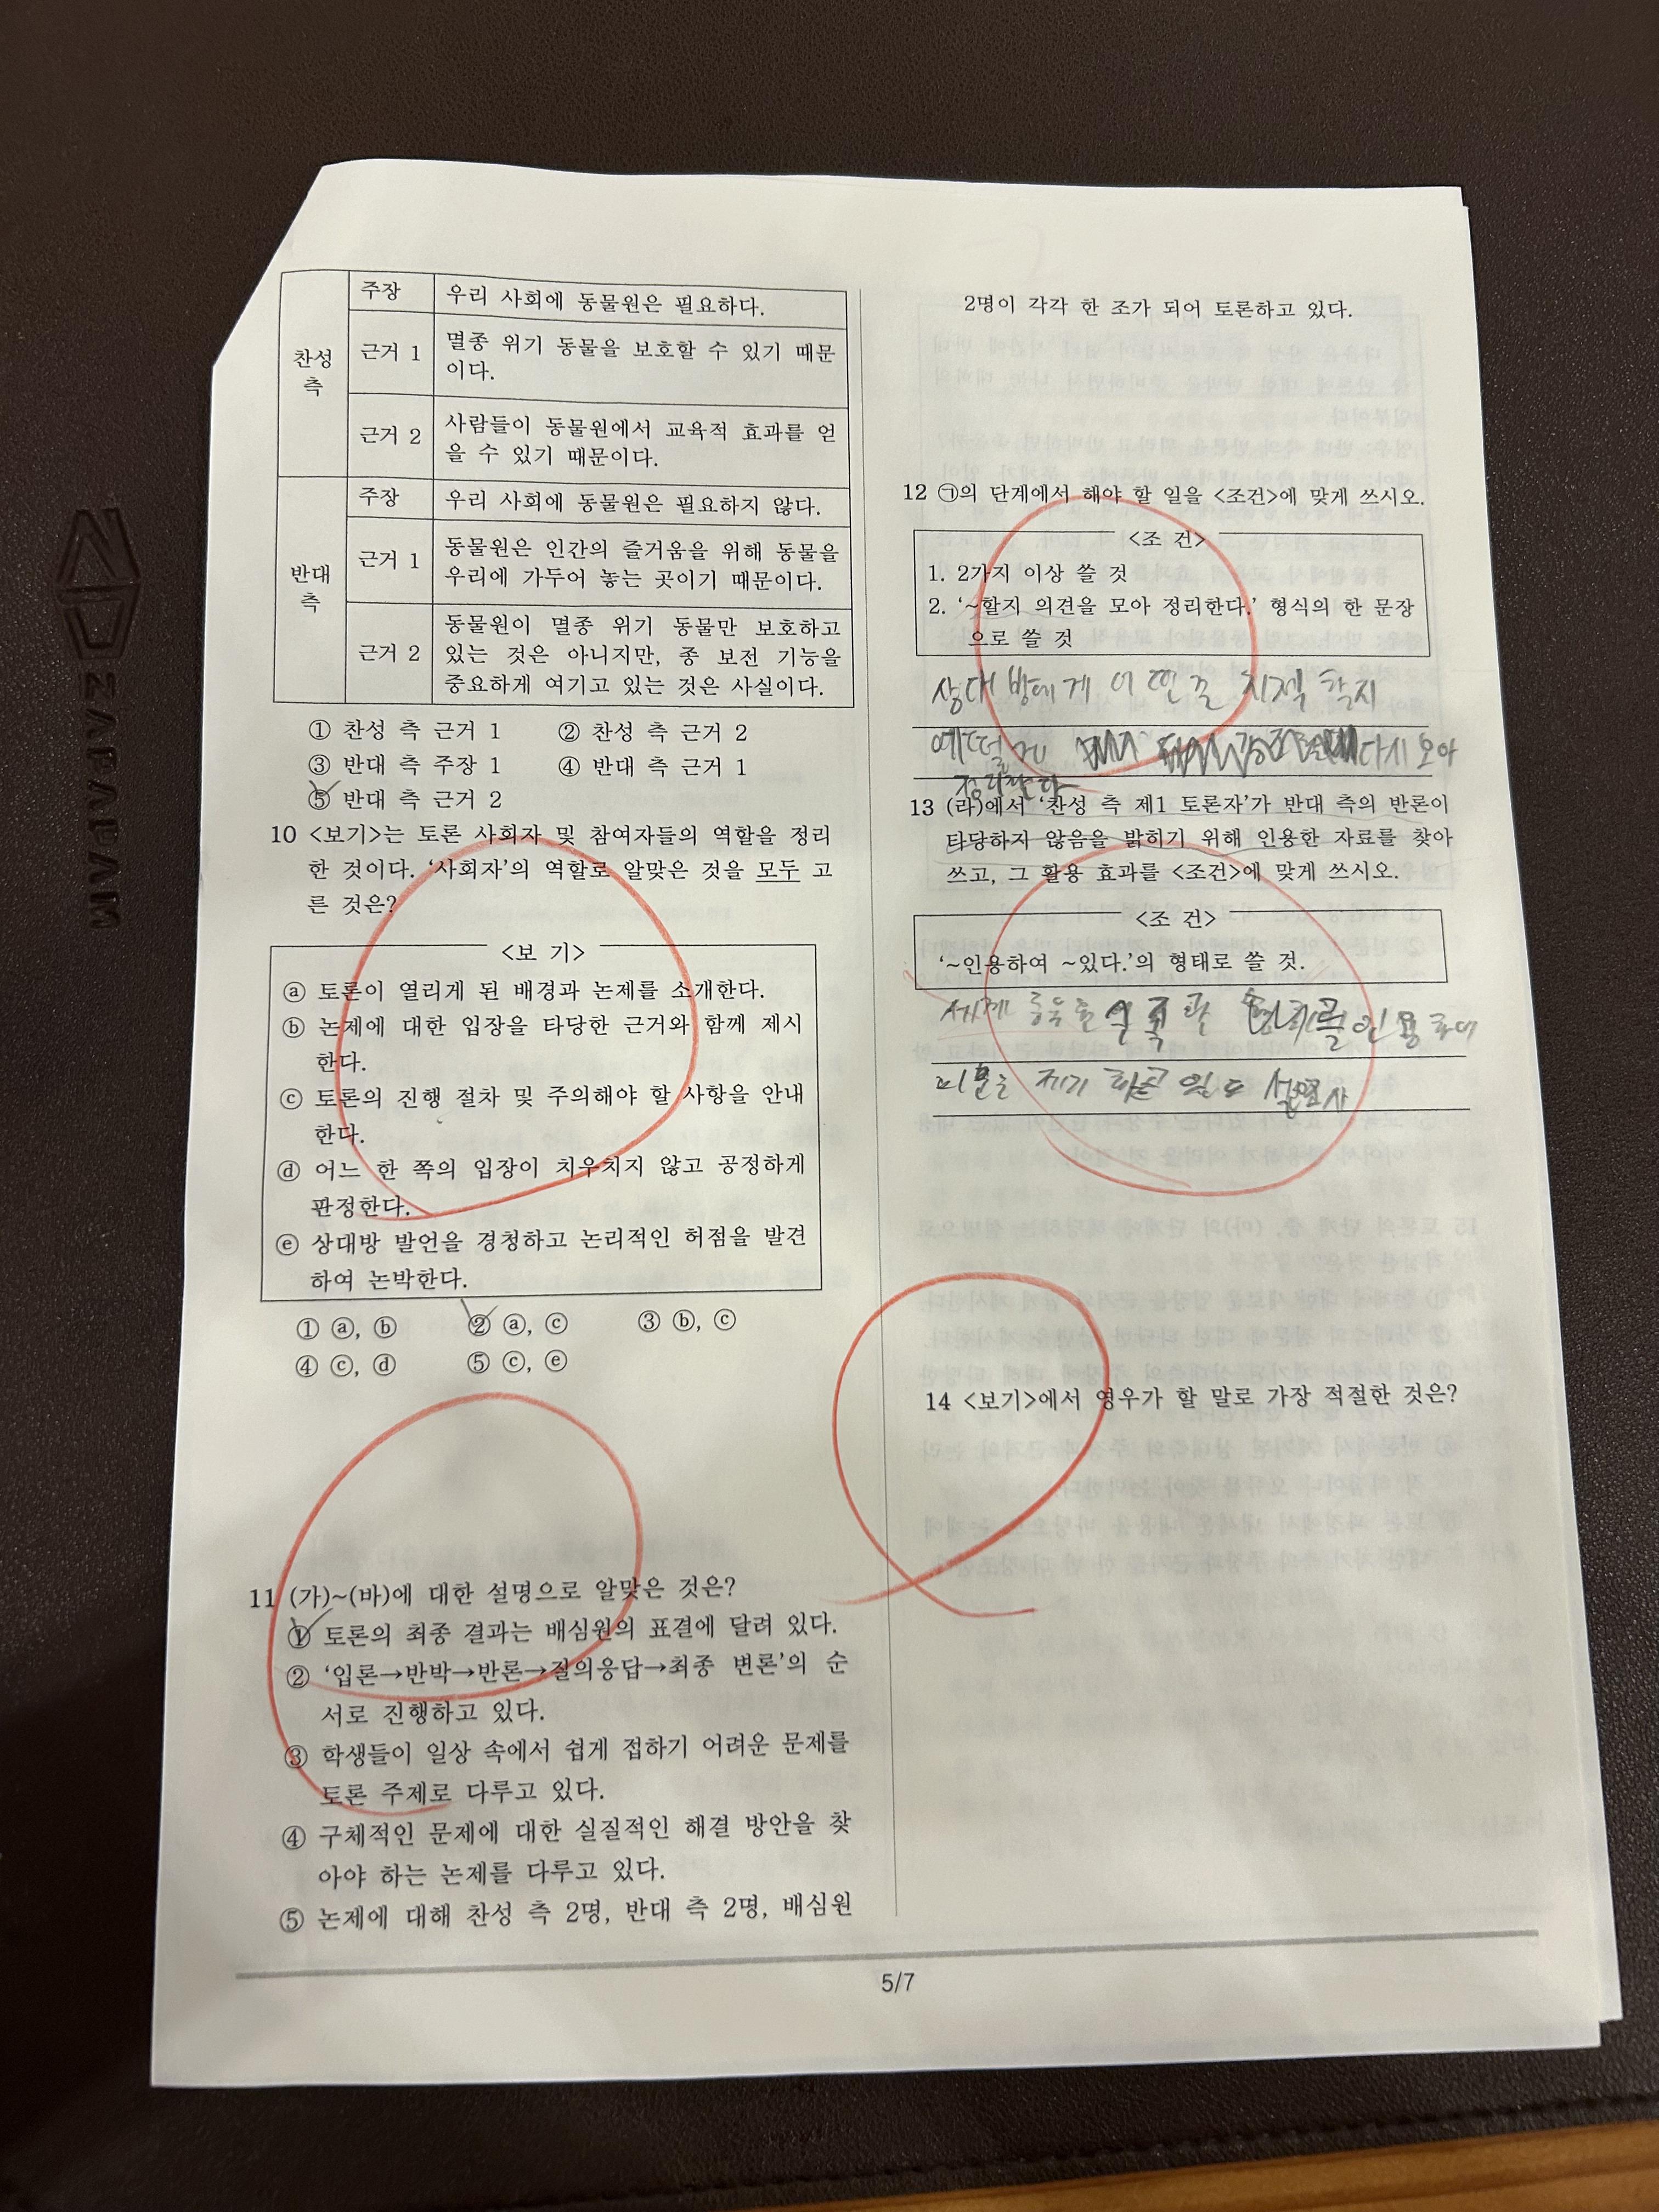 찬성 측
주장
우리 사회에 동물원은 필요하다.
근거 1
멸종 위기 동물을 보호할 수 있기 때문
이다.
근거 2
사람들이 동물원에서 교육적 효과를 얻
을 수 있기 때문이다.
반대 측
주장
우리 사회에 동물원은 필요하지 않다.
근거 1
동물원은 인간의 즐거움을 위해 동물을
우리에 가두어 놓는 곳이기 때문이다.
근거 2
동물원이 멸종 위기 동물만 보호하고
있는 것은 아니지만, 종 보전 기능을
중요하게 여기고 있는 것은 사실이다.
① 찬성 측 근거 1 ② 찬성 측 근거 2
③ 반대 측 주장 1 ④ 반대 측 근거 1
⑤ 반대 측 근거 2
10 <보기>는 토론 사회자 및 참여자들의 역할을 정리
한 것이다. ‘사회자’의 역할로 알맞은 것을 모두 고
른 것은?
<보 기>
ⓐ 토론이 열리게 된 배경과 논제를 소개한다.
ⓑ 논제에 대한 입장을 타당한 근거와 함께 제시
한다.
ⓒ 토론의 진행 절차 및 주의해야 할 사항을 안내
한다.
ⓓ 어느 한 쪽의 입장이 치우치지 않고 공정하게
판정한다.
ⓔ 상대방 발언을 경청하고 논리적인 허점을 발견
하여 논박한다.
① ⓐ, ⓑ ② ⓐ, ⓒ ③ ⓑ, ⓒ
④ ⓒ, ⓓ ⑤ ⓒ, ⓔ
11 (가)~(바)에 대한 설명으로 알맞은 것은?
① 토론의 최종 결과는 배심원의 표결에 달려 있다.
② ‘입론→반박→반론→질의응답→최종 변론’의 순
서로 진행하고 있다.
③ 학생들이 일상 속에서 쉽게 접하기 어려운 문제를
토론 주제로 다루고 있다.
④ 구체적인 문제에 대한 실질적인 해결 방안을 찾
아야 하는 논제를 다루고 있다.
⑤ 논제에 대해 찬성 측 2명, 반대 측 2명, 배심원
2명이 각각 한 조가 되어 토론하고 있다.
12 ㉠의 단계에서 해야 할 일을 <조건>에 맞게 쓰시오.
<조 건>
1. 2가지 이상 쓸 것
2. ‘~할지 의견을 모아 정리한다.’ 형식의 한 문장
으로 쓸 것
상대 방에게 지적 할지
다시 모아
정리한다
13 (라)에서 ‘찬성 측 제1 토론자’가 반대 측의 반론이
타당하지 않음을 밝히기 위해 인용한 자료를 찾아
쓰고, 그 활용 효과를 <조건>에 맞게 쓰시오.
<조 건>
‘~인용하여 ~있다.’의 형태로 쓸 것.
세계 인용
14 <보기>에서 영우가 할 말로 가장 적절한 것은?
5/7
MAPAPAZ